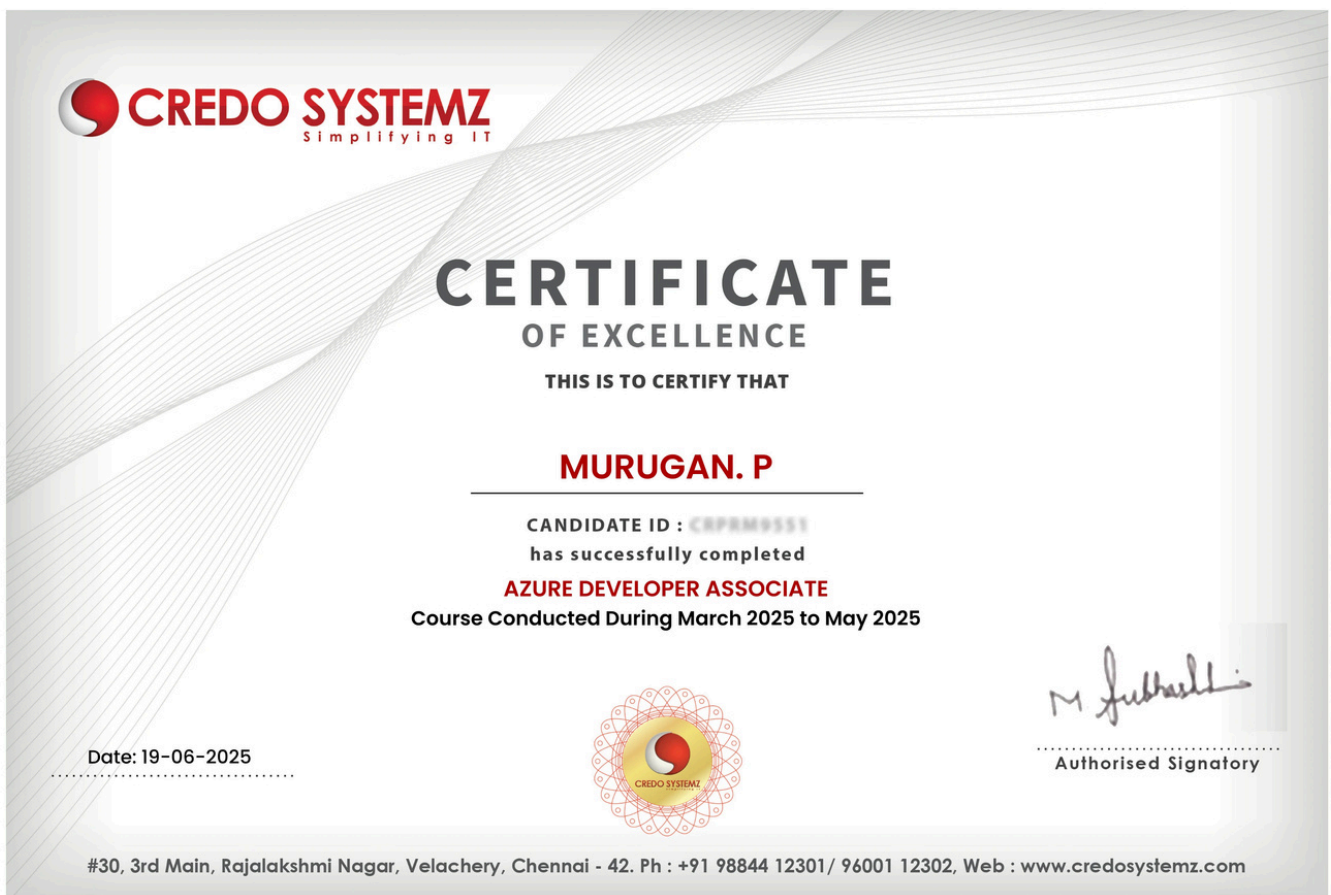 CREDO SYSTEMZ
Simplifying IT
CERTIFICATE
OF EXCELLENCE
THIS IS TO CERTIFY THAT
MURUGAN. P
CANDIDATE ID :
has successfully completed
AZURE DEVELOPER ASSOCIATE
Course Conducted During March 2025 to May 2025
Date: 19-06-2025
CREDO SYSTEMZ
Authorised Signatory
#30, 3rd Main, Rajalakshmi Nagar, Velachery, Chennai - 42. Ph : +91 98844 12301/ 96001 12302, Web : www.credosystemz.com